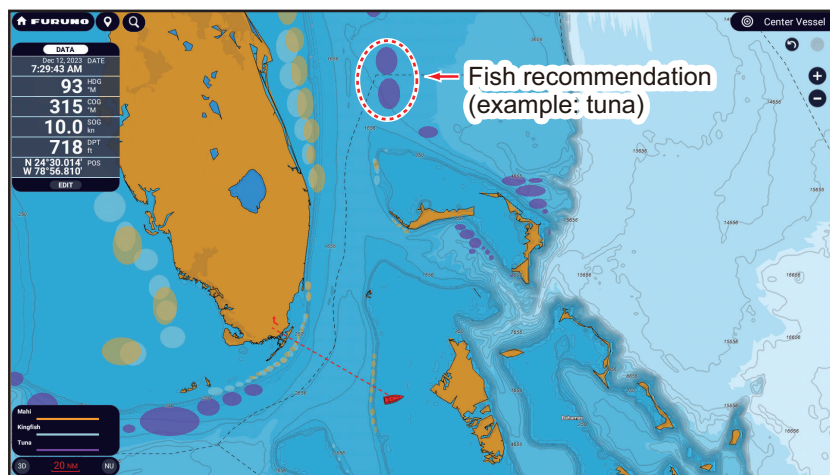 FURUNO
Center Vessel
DATA
Dec 12, 2023 DATE
7:29:43 AM
93 HDG °M
315 COG °M
10.0 SOG kn
718 DPT ft
N 24°30.014' POS
W 78°56.810'
EDIT
Fish recommendation
(example: tuna)
Bahamas
Mahi
Kingfish
Tuna
3D 20 NM NU